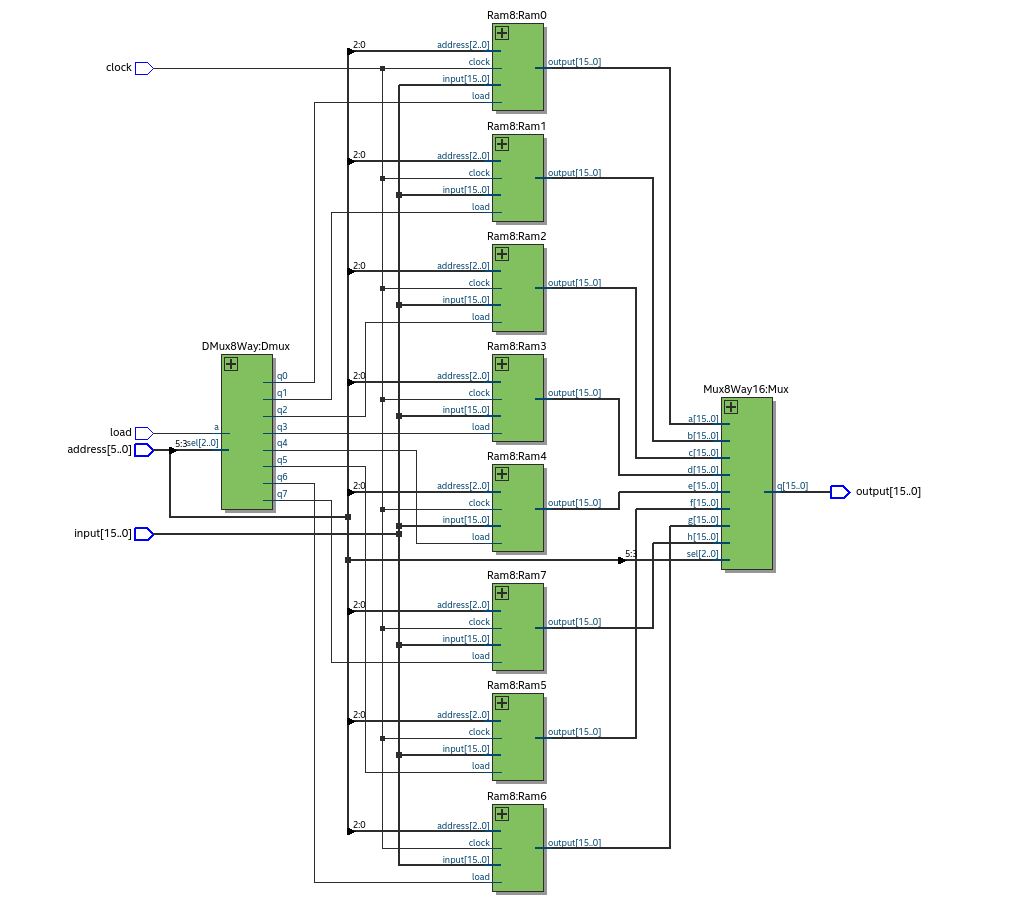 Ram8:Ram0
2:0
address[2..0]
clock
input[15..0]
load
output[15..0]
clock
Ram8:Ram1
2:0
address[2..0]
clock
input[15..0]
load
output[15..0]
Ram8:Ram2
2:0
address[2..0]
clock
input[15..0]
load
output[15..0]
DMux8Way:Dmux
q0
q1
q2
q3
q4
q5
q6
q7
a
5:3
sel[2..0]
load
address[5..0]
input[15..0]
Ram8:Ram3
2:0
address[2..0]
clock
input[15..0]
load
output[15..0]
Ram8:Ram4
2:0
address[2..0]
clock
input[15..0]
load
output[15..0]
Mux8Way16:Mux
a[15..0]
b[15..0]
c[15..0]
d[15..0]
e[15..0]
f[15..0]
g[15..0]
h[15..0]
5:3
sel[2..0]
q[15..0]
output[15..0]
Ram8:Ram7
2:0
address[2..0]
clock
input[15..0]
load
output[15..0]
Ram8:Ram5
2:0
address[2..0]
clock
input[15..0]
load
output[15..0]
Ram8:Ram6
2:0
address[2..0]
clock
input[15..0]
load
output[15..0]